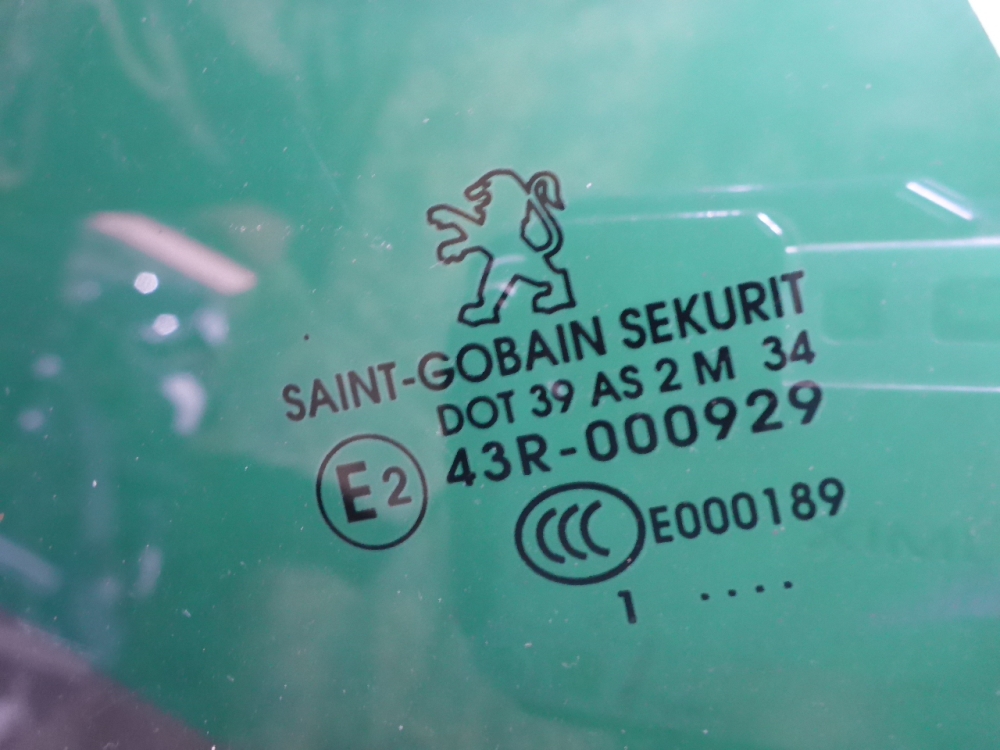 SAINT-GOBAIN SEKURIT
DOT 39 AS 2 M 34
E2 43R-000929
CCC E000189
1 ....